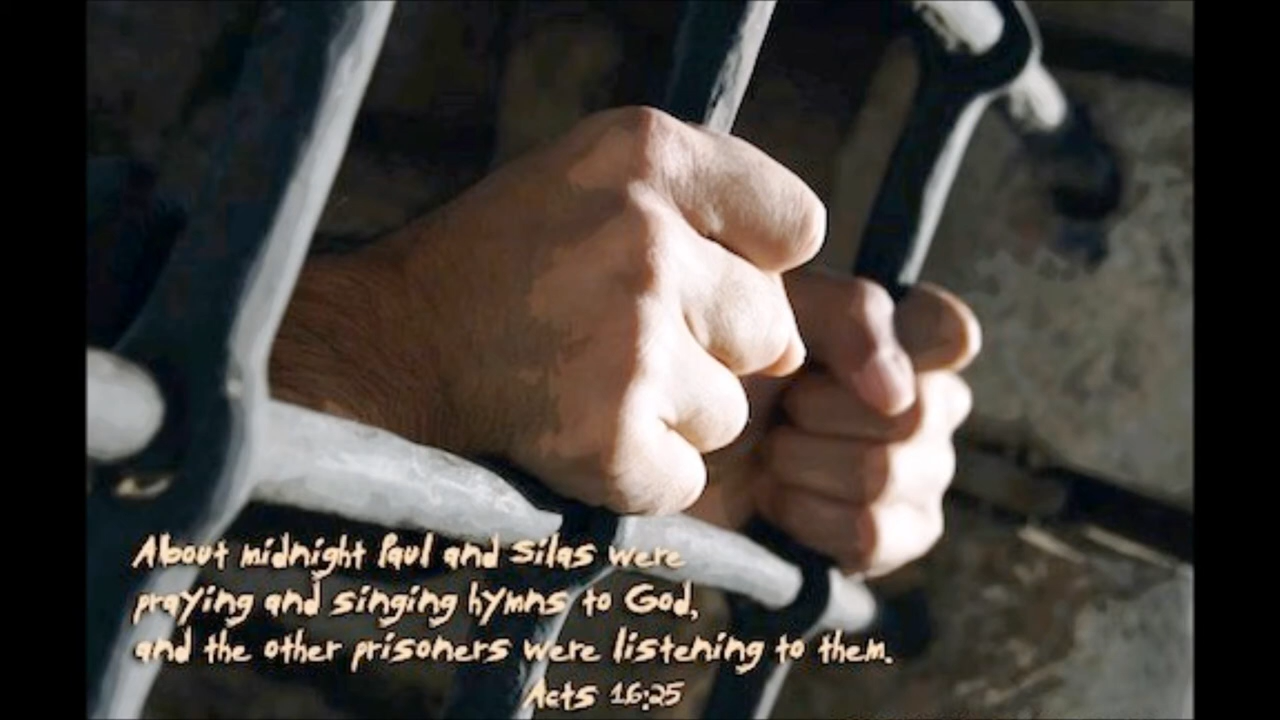 About midnight Paul and Silas were
praying and singing hymns to God,
and the other prisoners were listening to them.
Acts 16:25